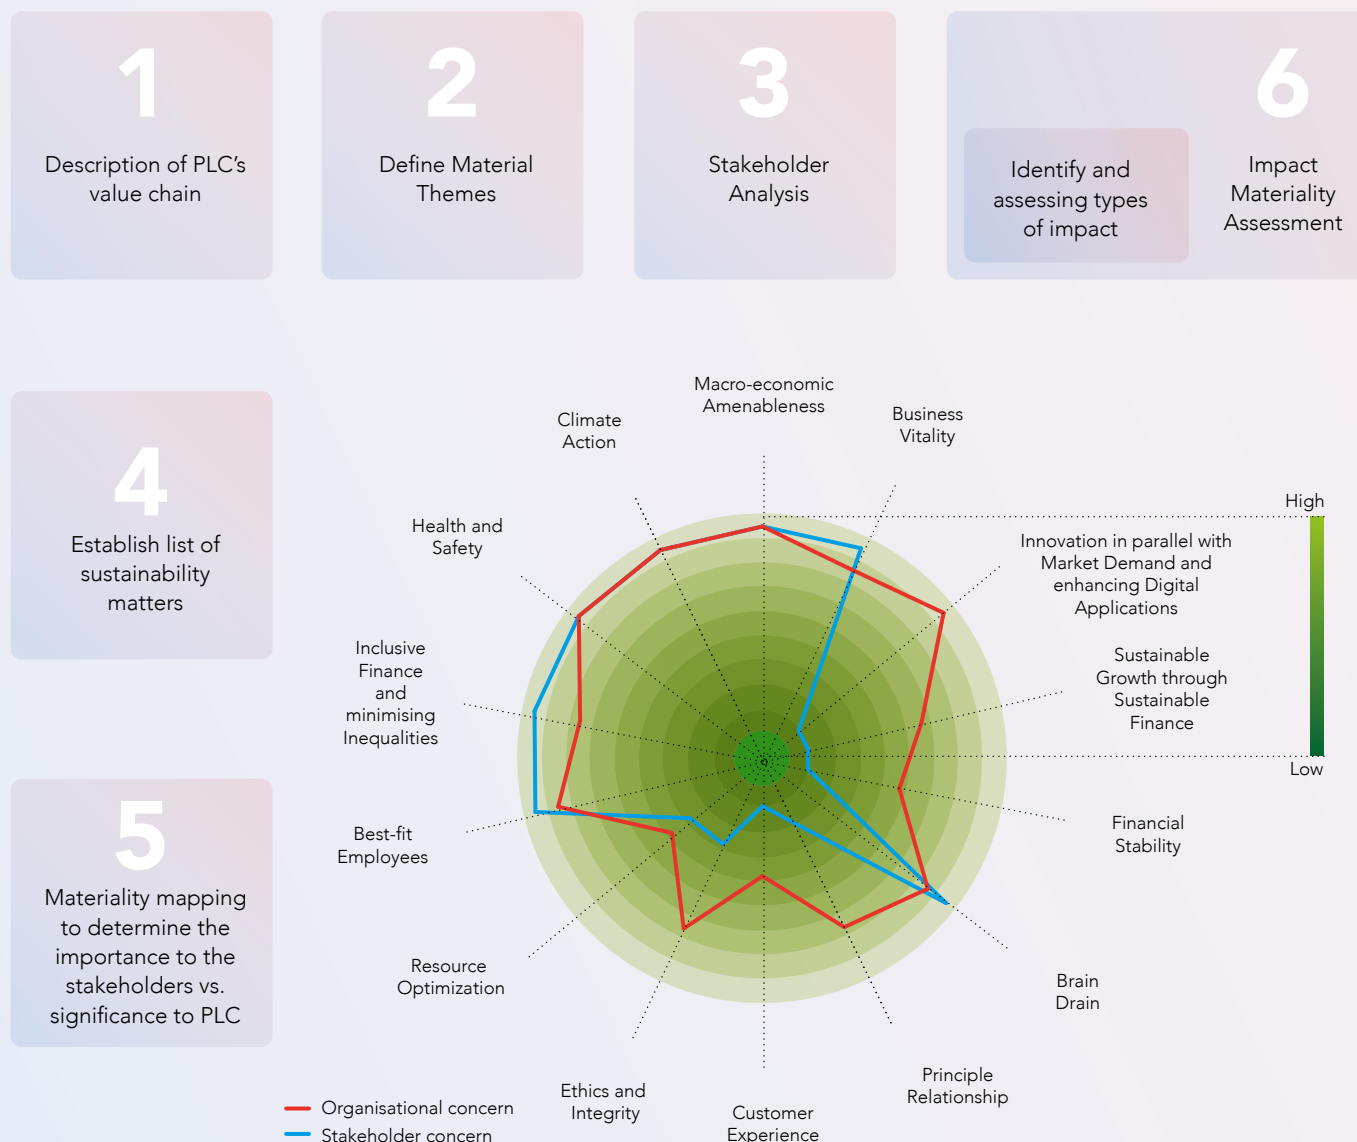 1
Description of PLC’s
value chain
2
Define Material
Themes
3
Stakeholder
Analysis
Identify and
assessing types
of impact
6
Impact
Materiality
Assessment
4
Establish list of
sustainability
matters
5
Materiality mapping
to determine the
importance to the
stakeholders vs.
significance to PLC
Macro-economic
Amenableness
Business
Vitality
Innovation in parallel with
Market Demand and
enhancing Digital
Applications
Sustainable
Growth through
Sustainable
Finance
Financial
Stability
Brain
Drain
Principle
Relationship
Customer
Experience
Ethics and
Integrity
Resource
Optimization
Best-fit
Employees
Inclusive
Finance
and
minimising
Inequalities
Health and
Safety
Climate
Action
High
Low
Organisational concern
Stakeholder concern